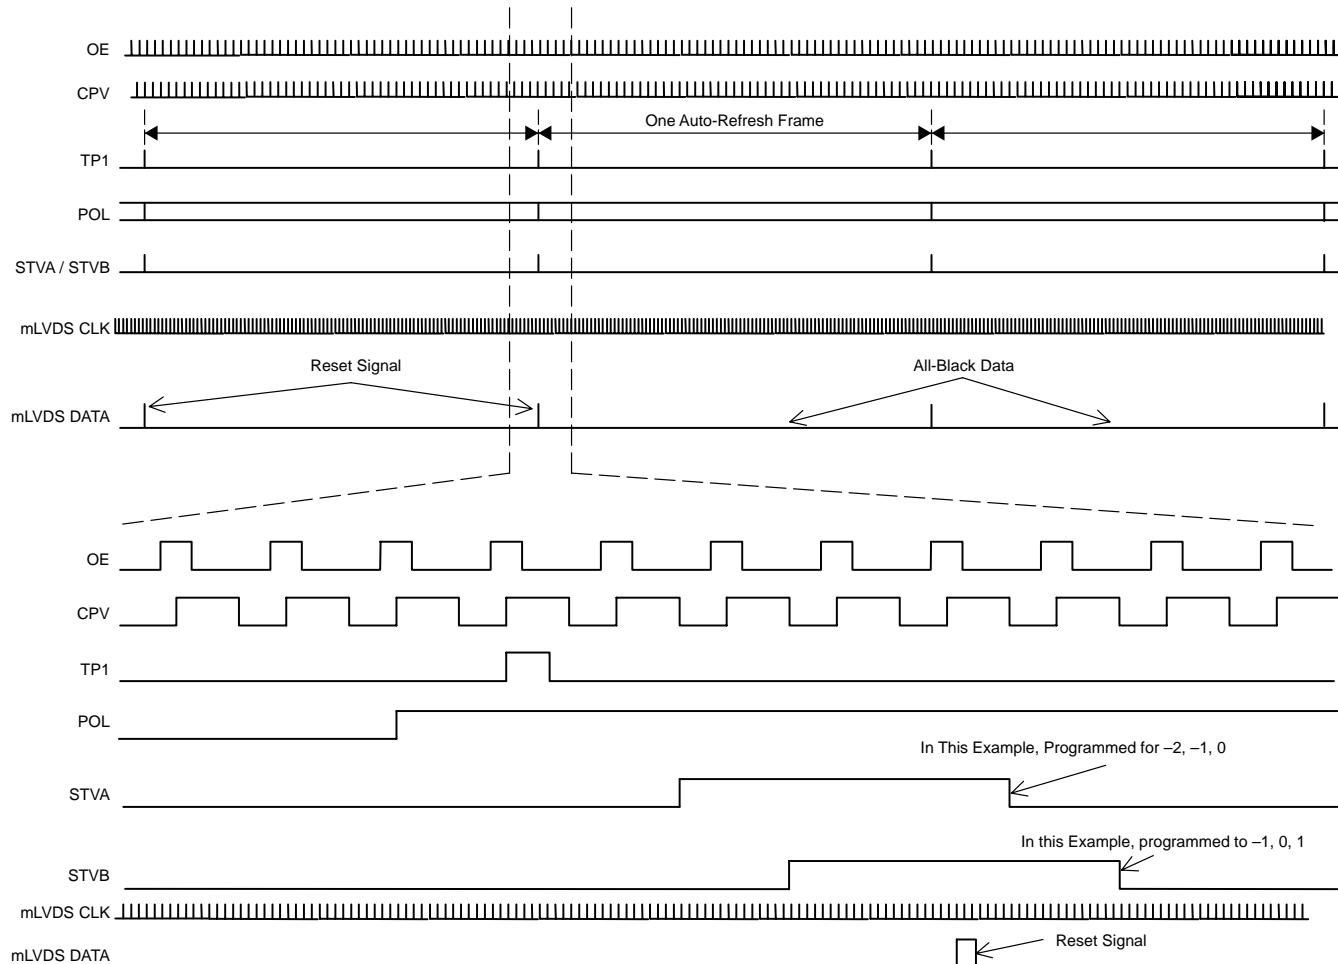 OE
CPV
One Auto-Refresh Frame
TP1
POL
STVA / STVB
mLVDS CLK
Reset Signal
All-Black Data
mLVDS DATA
OE
CPV
TP1
POL
In This Example, Programmed for –2, –1, 0
STVA
In this Example, programmed to –1, 0, 1
STVB
mLVDS CLK
Reset Signal
mLVDS DATA